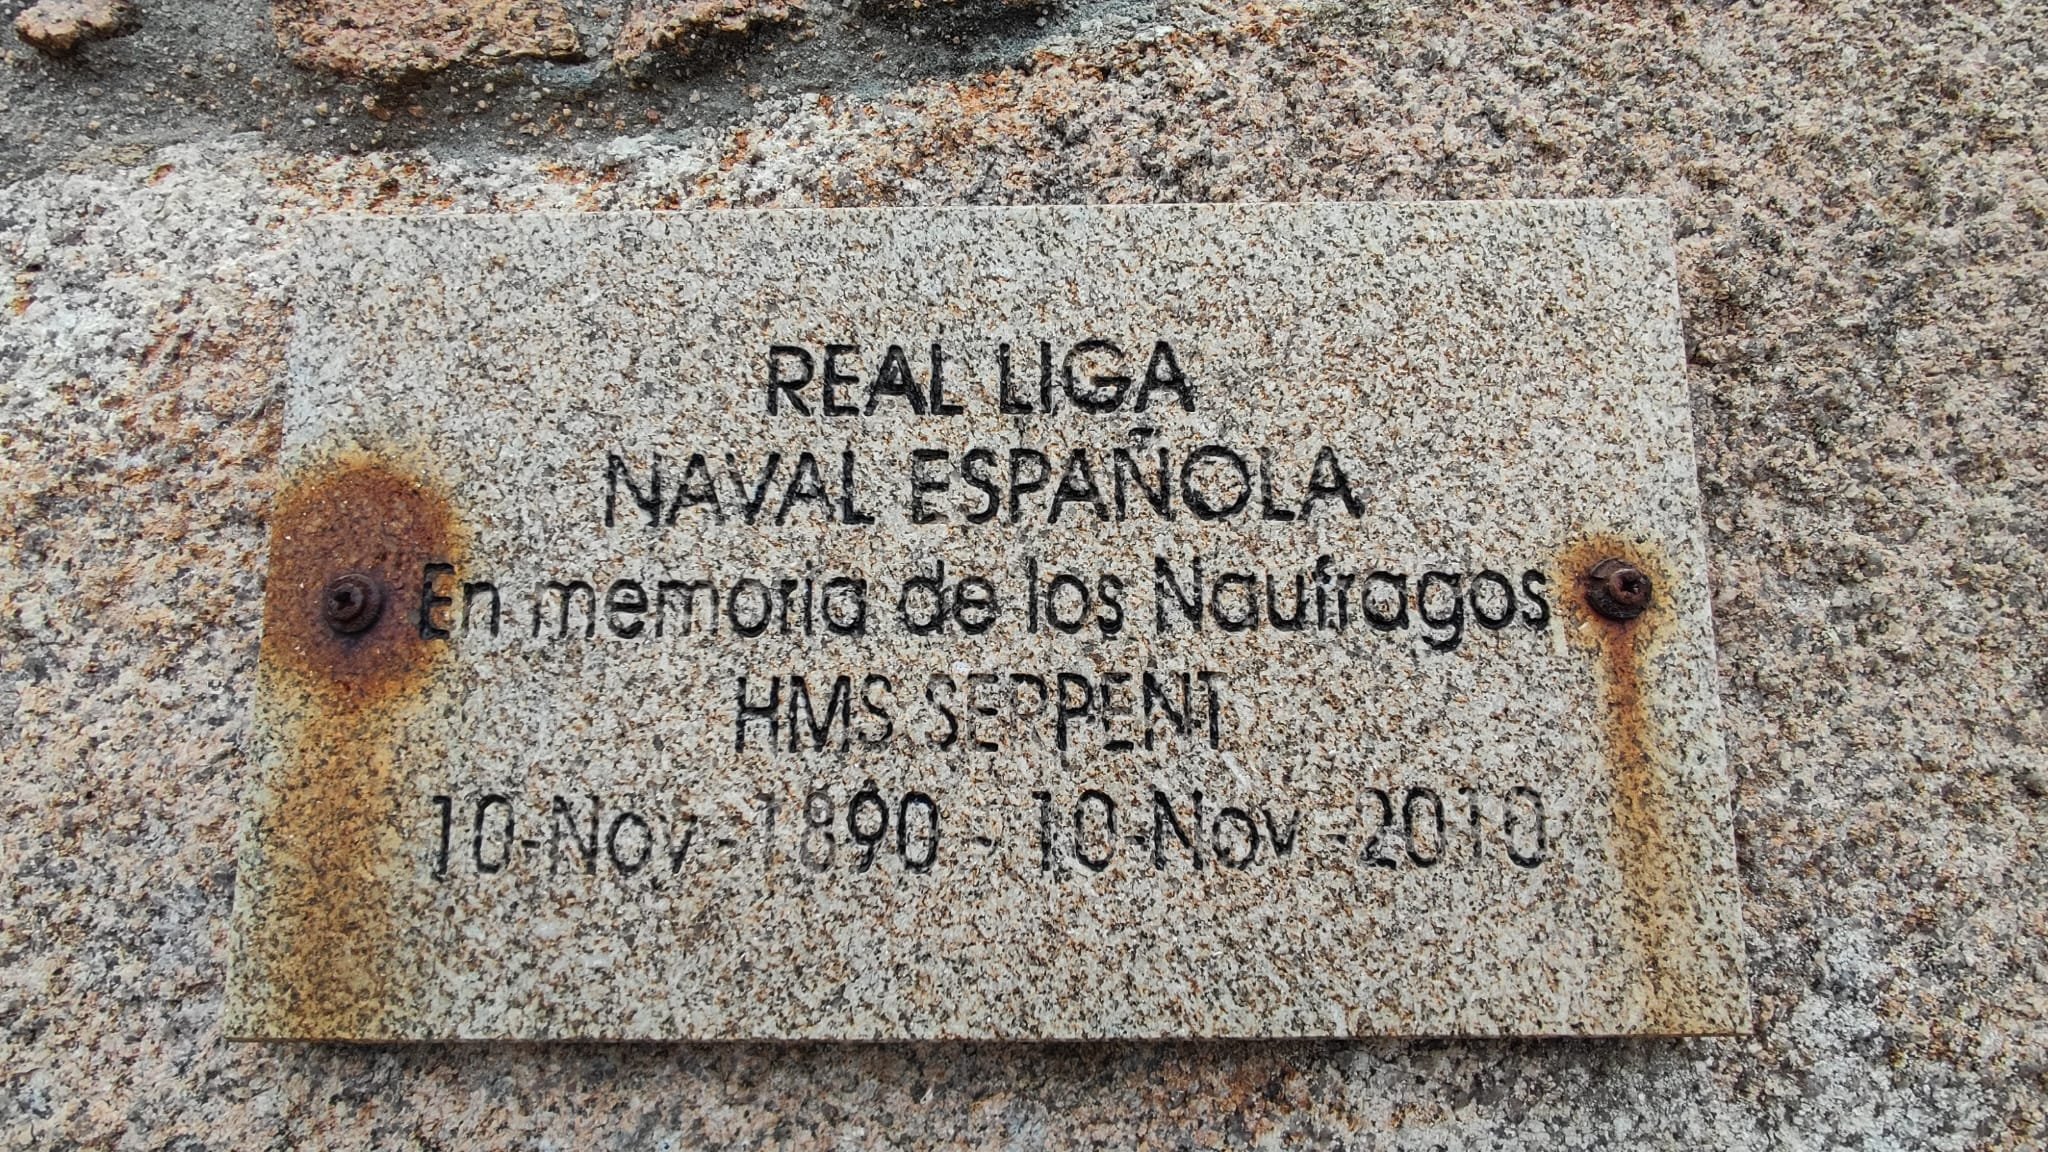 REAL LIGA
NAVAL ESPAÑOLA
En memoria de los Naufragos
HMS SERPENT
10-Nov-1890 - 10-Nov-2010